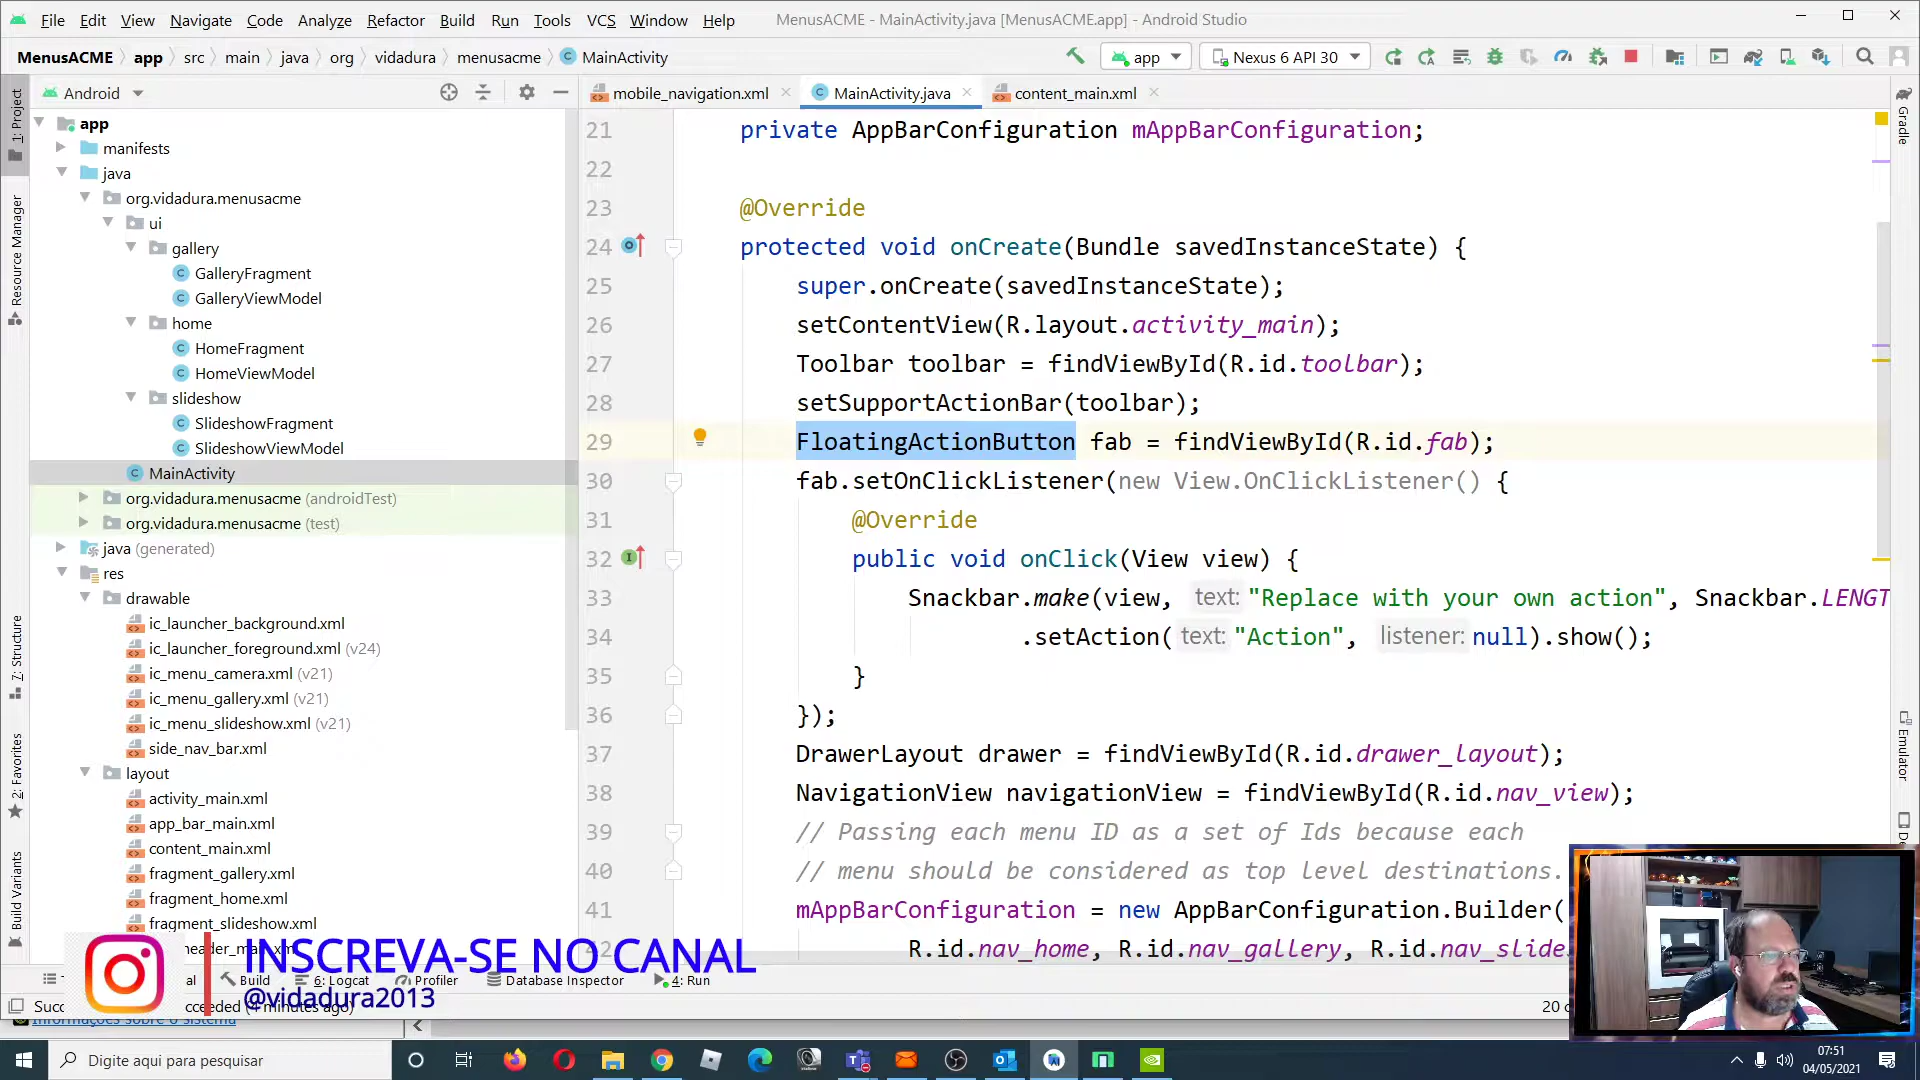 File Edit View Navigate Code Analyze Refactor Build Run Tools VCS Window Help MenusACME - MainActivity.java [MenusACME.app] - Android Studio
MenusACME app src main java org vidadura menusacme MainActivity app Nexus 6 API 30
Android
mobile_navigation.xml MainActivity.java content_main.xml
1: Project
Resource Manager
7: Structure
2: Favorites
Build Variants
app
manifests
java
org.vidadura.menusacme
ui
gallery
GalleryFragment
GalleryViewModel
home
HomeFragment
HomeViewModel
slideshow
SlideshowFragment
SlideshowViewModel
MainActivity
org.vidadura.menusacme (androidTest)
org.vidadura.menusacme (test)
java (generated)
res
drawable
ic_launcher_background.xml
ic_launcher_foreground.xml (v24)
ic_menu_camera.xml (v21)
ic_menu_gallery.xml (v21)
ic_menu_slideshow.xml (v21)
side_nav_bar.xml
layout
activity_main.xml
app_bar_main.xml
content_main.xml
fragment_gallery.xml
fragment_home.xml
fragment_slideshow.xml
21 private AppBarConfiguration mAppBarConfiguration;
22
23 @Override
24 protected void onCreate(Bundle savedInstanceState) {
25 super.onCreate(savedInstanceState);
26 setContentView(R.layout.activity_main);
27 Toolbar toolbar = findViewById(R.id.toolbar);
28 setSupportActionBar(toolbar);
29 FloatingActionButton fab = findViewById(R.id.fab);
30 fab.setOnClickListener(new View.OnClickListener() {
31 @Override
32 public void onClick(View view) {
33 Snackbar.make(view, text: "Replace with your own action", Snackbar.LENGT
34 .setAction( text: "Action", listener: null).show();
35 }
36 });
37 DrawerLayout drawer = findViewById(R.id.drawer_layout);
38 NavigationView navigationView = findViewById(R.id.nav_view);
39 // Passing each menu ID as a set of Ids because each
40 // menu should be considered as top level destinations.
41 mAppBarConfiguration = new AppBarConfiguration.Builder(
R.id.nav_home, R.id.nav_gallery, R.id.nav_slides
Gradle
Emulator
INSCREVA-SE NO CANAL
@vidadura2013
Build 6: Logcat Profiler Database Inspector 4: Run
(4 minutes ago)
Informações sobre o sistema
Digite aqui para pesquisar
07:51
04/05/2021